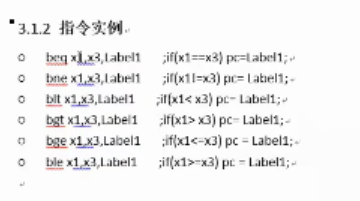 3.1.2 指令实例
beq x1,x3,Label1 ;if(x1==x3) pc=Label1;
bne x1,x3,Label1 ;if(x1!=x3) pc= Label1;
blt x1,x3,Label1 ;if(x1< x3) pc= Label1;
bgt x1,x3,Label1 ;if(x1> x3) pc= Label1;
bge x1,x3,Label1 ;if(x1<=x3) pc = Label1;
ble x1,x3,Label1 ;if(x1>=x3) pc = Label1;